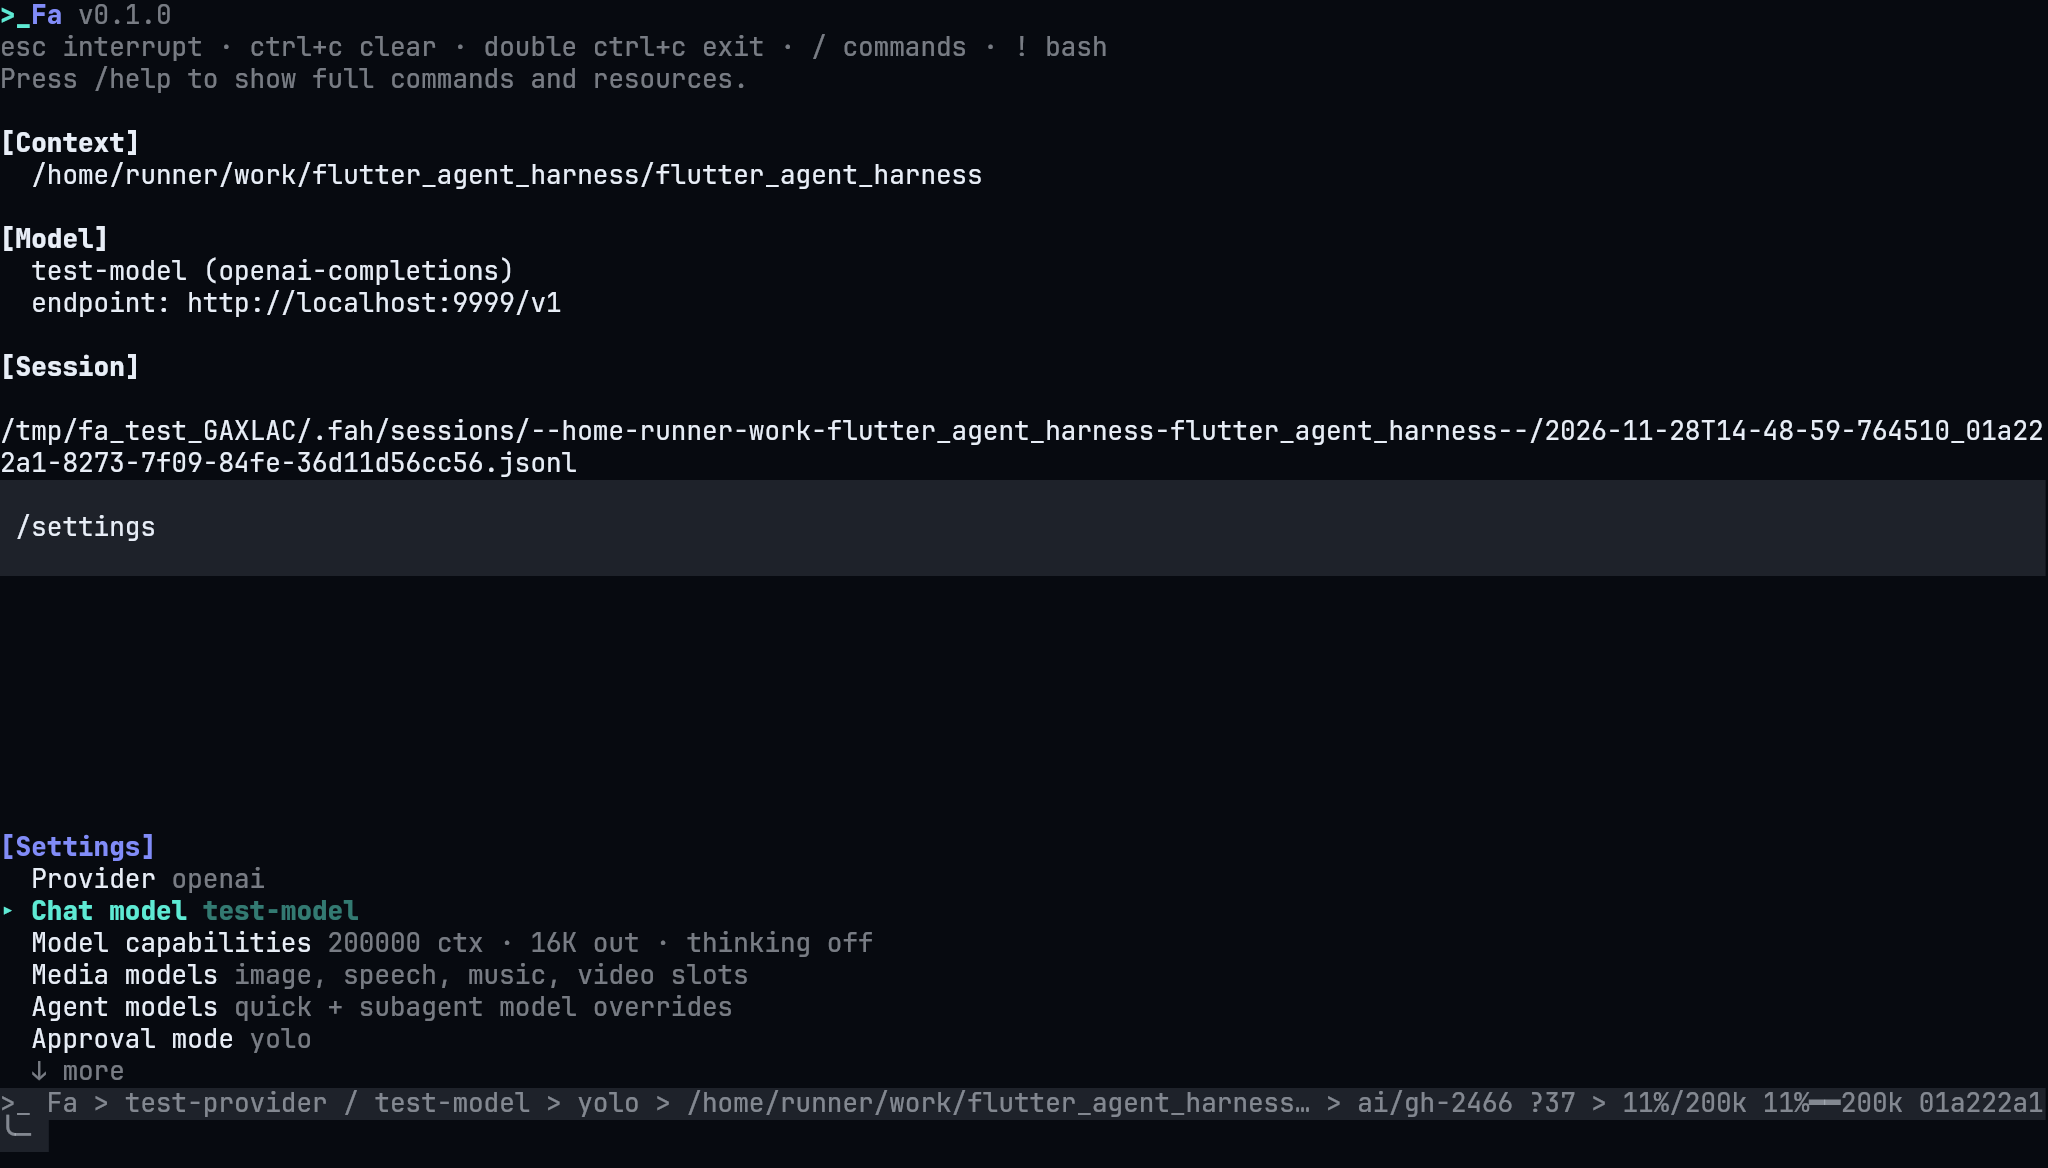 >_Fa v0.1.0
esc interrupt · ctrl+c clear · double ctrl+c exit · / commands · ! bash
Press /help to show full commands and resources.
[Context]
/home/runner/work/flutter_agent_harness/flutter_agent_harness
[Model]
test-model (openai-completions)
endpoint: http://localhost:9999/v1
[Session]
/tmp/fa_test_GAXLAC/.fah/sessions/--home-runner-work-flutter_agent_harness-flutter_agent_harness--/2026-11-28T14-48-59-764510_01a22
2a1-8273-7f09-84fe-36d11d56cc56.jsonl
/settings
[Settings]
Provider openai
▸ Chat model test-model
Model capabilities 200000 ctx · 16K out · thinking off
Media models image, speech, music, video slots
Agent models quick + subagent model overrides
Approval mode yolo
↓ more
>_ Fa > test-provider / test-model > yolo > /home/runner/work/flutter_agent_harness… > ai/gh-2466 ?37 > 11%/200k 11%━━200k 01a222a1